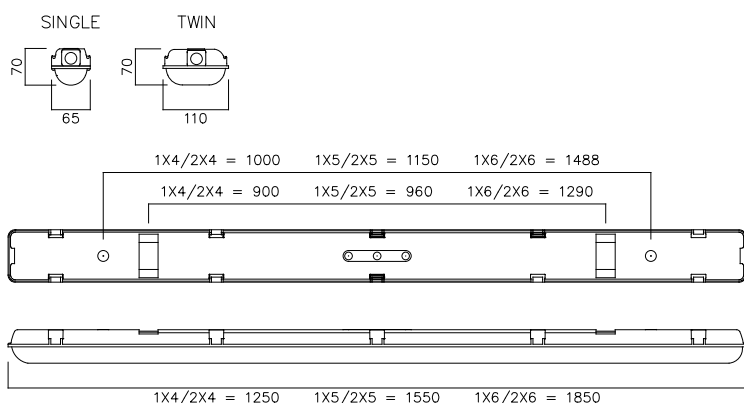 SINGLE TWIN
70 70
65 110
1X4/2X4 = 1000 1X5/2X5 = 1150 1X6/2X6 = 1488
1X4/2X4 = 900 1X5/2X5 = 960 1X6/2X6 = 1290
1X4/2X4 = 1250 1X5/2X5 = 1550 1X6/2X6 = 1850